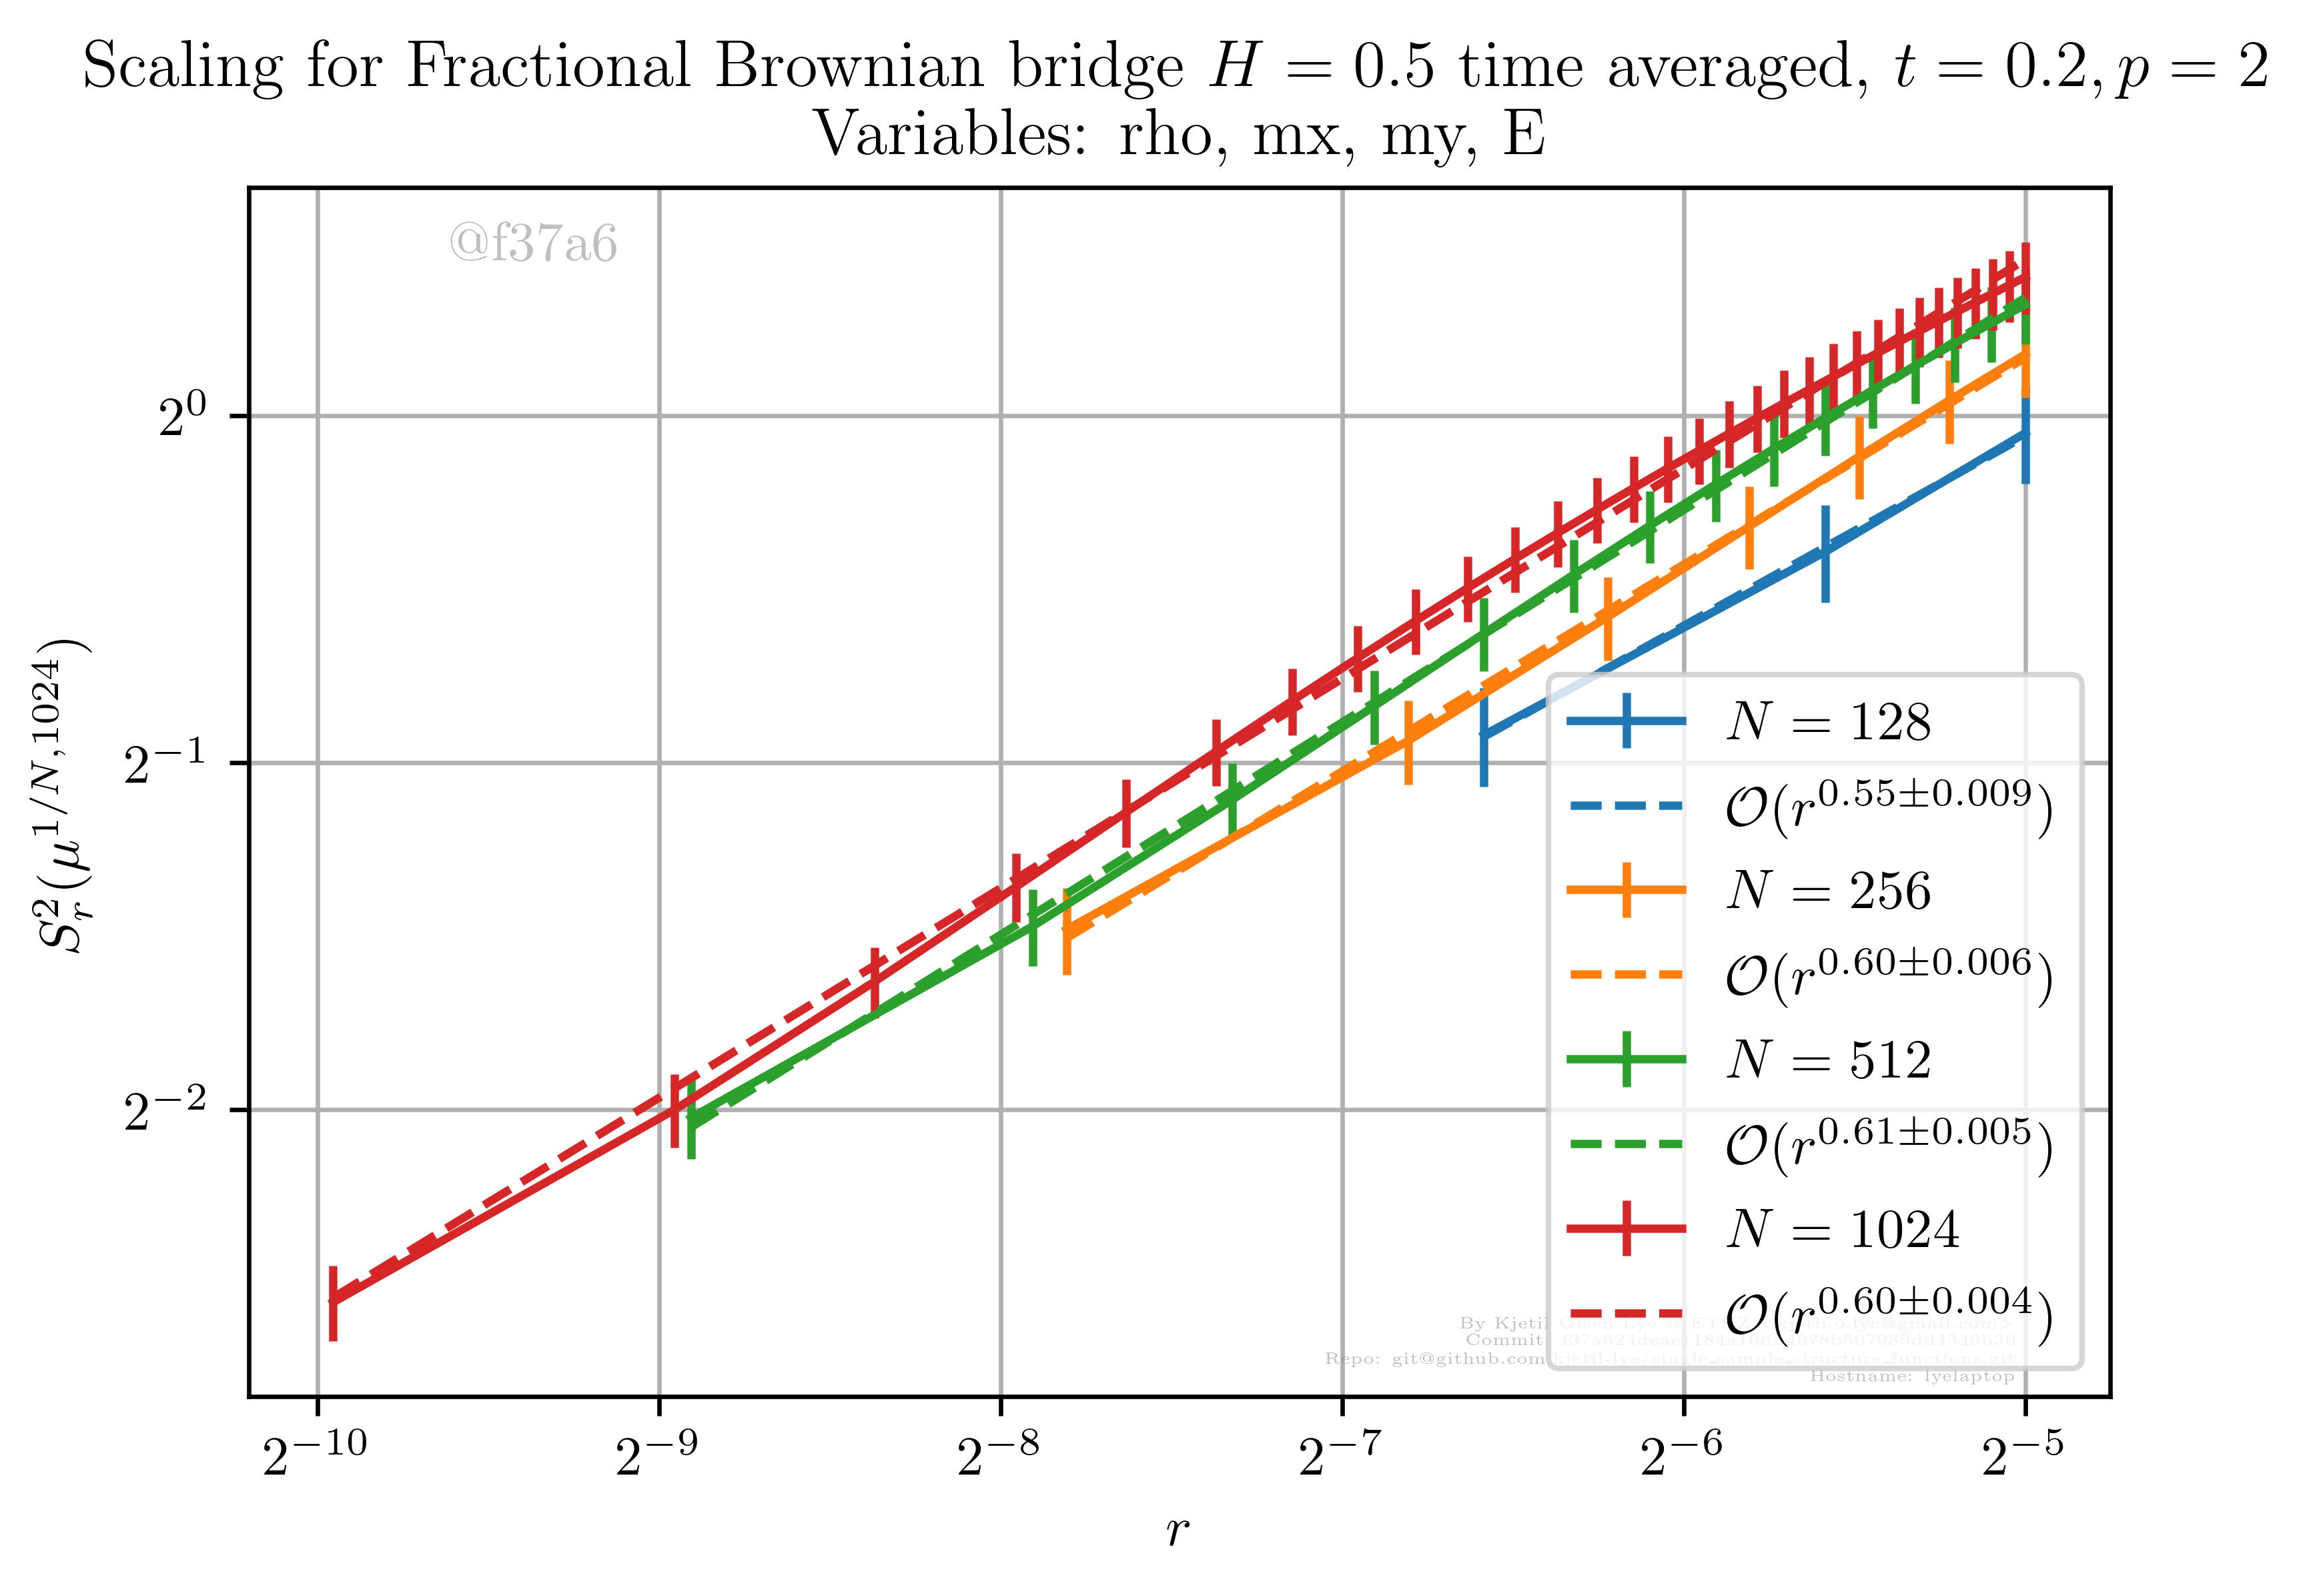 Scaling for Fractional Brownian bridge H = 0.5 time averaged, t = 0.2, p = 2
Variables: rho, mx, my, E
@f37a6
2^0
2^{-1}
2^{-2}
S_r^2(μ^{1/N,1024})
N = 128
O(r^{0.55±0.009})
N = 256
O(r^{0.60±0.006})
N = 512
O(r^{0.61±0.005})
N = 1024
O(r^{0.60±0.004})
By Kjetil
Commit:
Repo: git@github.com
Hostname: lyelaptop
2^{-10} 2^{-9} 2^{-8} 2^{-7} 2^{-6} 2^{-5}
r